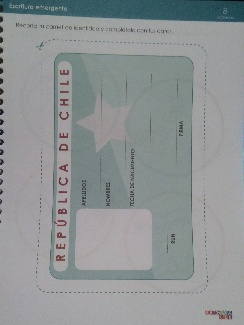 Escritura emergente
8
Recorta tu carnet de identidad y complétalo con tus datos.
REPÚBLICA DE CHILE
APELLIDOS
NOMBRES
FECHA DE NACIMIENTO
FIRMA
RUN